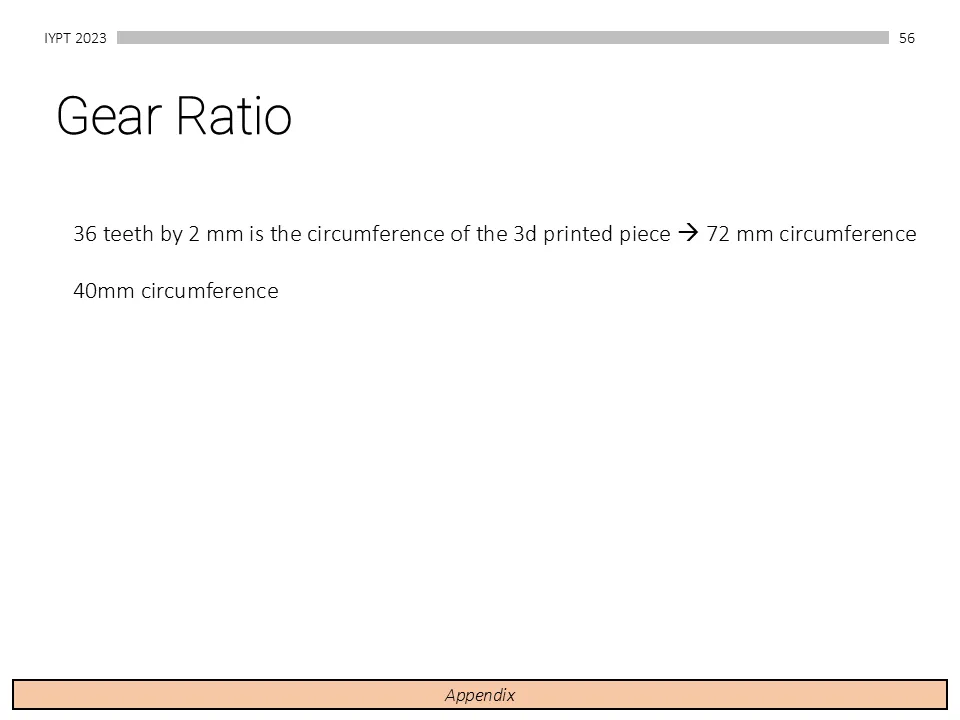 IYPT 2023 56
Gear Ratio
36 teeth by 2 mm is the circumference of the 3d printed piece → 72 mm circumference
40mm circumference
Appendix